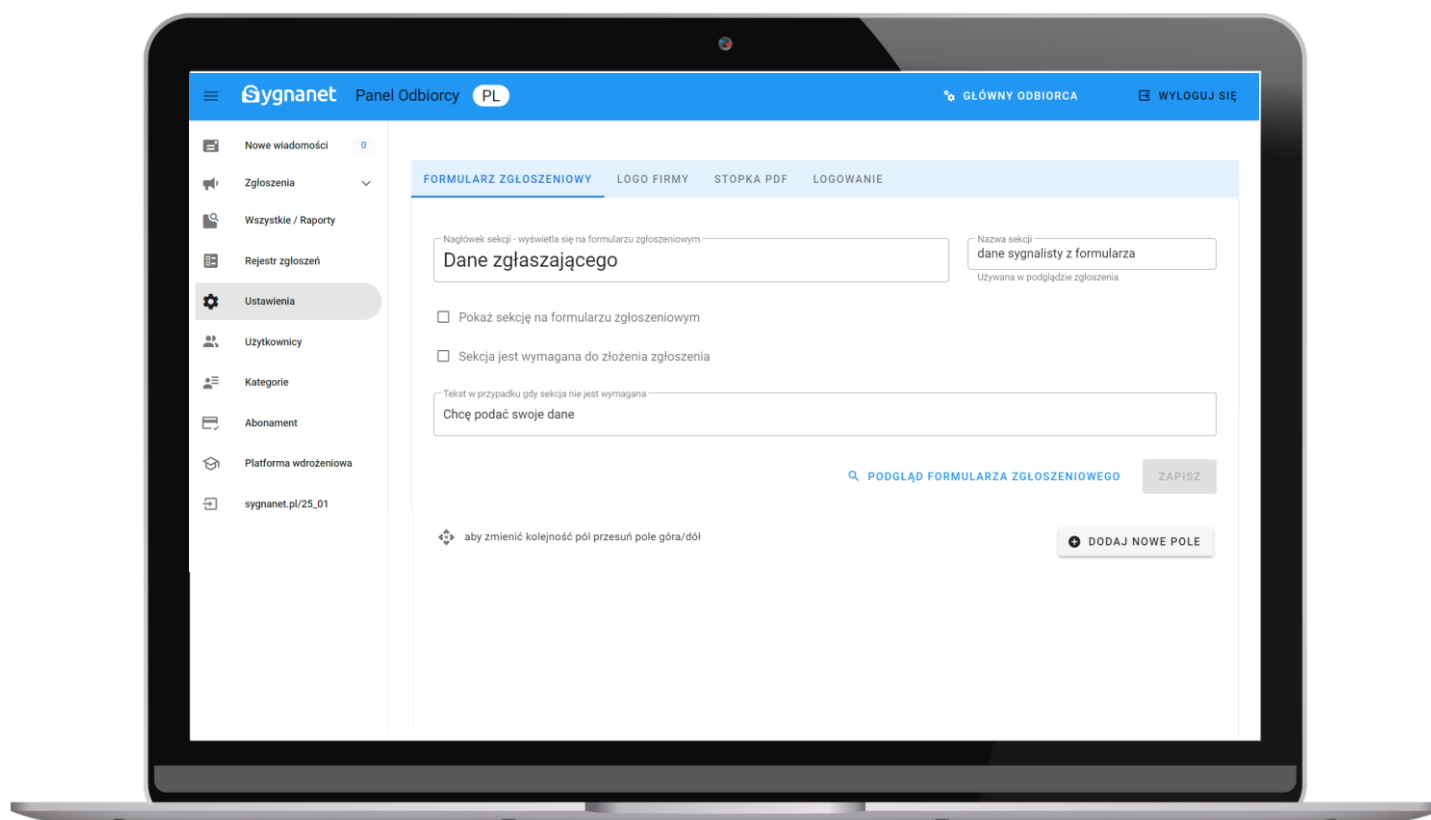 Sygnanet Panel Odbiorcy PL GŁÓWNY ODBIORCA WYLOGUJ SIĘ
Nowe wiadomości 0
Zgłoszenia
Wszystkie / Raporty
Rejestr zgłoszeń
Ustawienia
Użytkownicy
Kategorie
Abonament
Platforma wdrożeniowa
sygnanet.pl/25_01
FORMULARZ ZGŁOSZENIOWY LOGO FIRMY STOPKA PDF LOGOWANIE
Nagłówek sekcji - wyświetla się na formularzu zgłoszeniowym
Dane zgłaszającego
Nazwa sekcji
dane sygnalisty z formularza
Używana w podglądzie zgłoszenia
Pokaż sekcję na formularzu zgłoszeniowym
Sekcja jest wymagana do złożenia zgłoszenia
Tekst w przypadku gdy sekcja nie jest wymagana
Chcę podać swoje dane
PODGLĄD FORMULARZA ZGŁOSZENIOWEGO ZAPISZ
aby zmienić kolejność pól przesuń pole góra/dół
DODAJ NOWE POLE